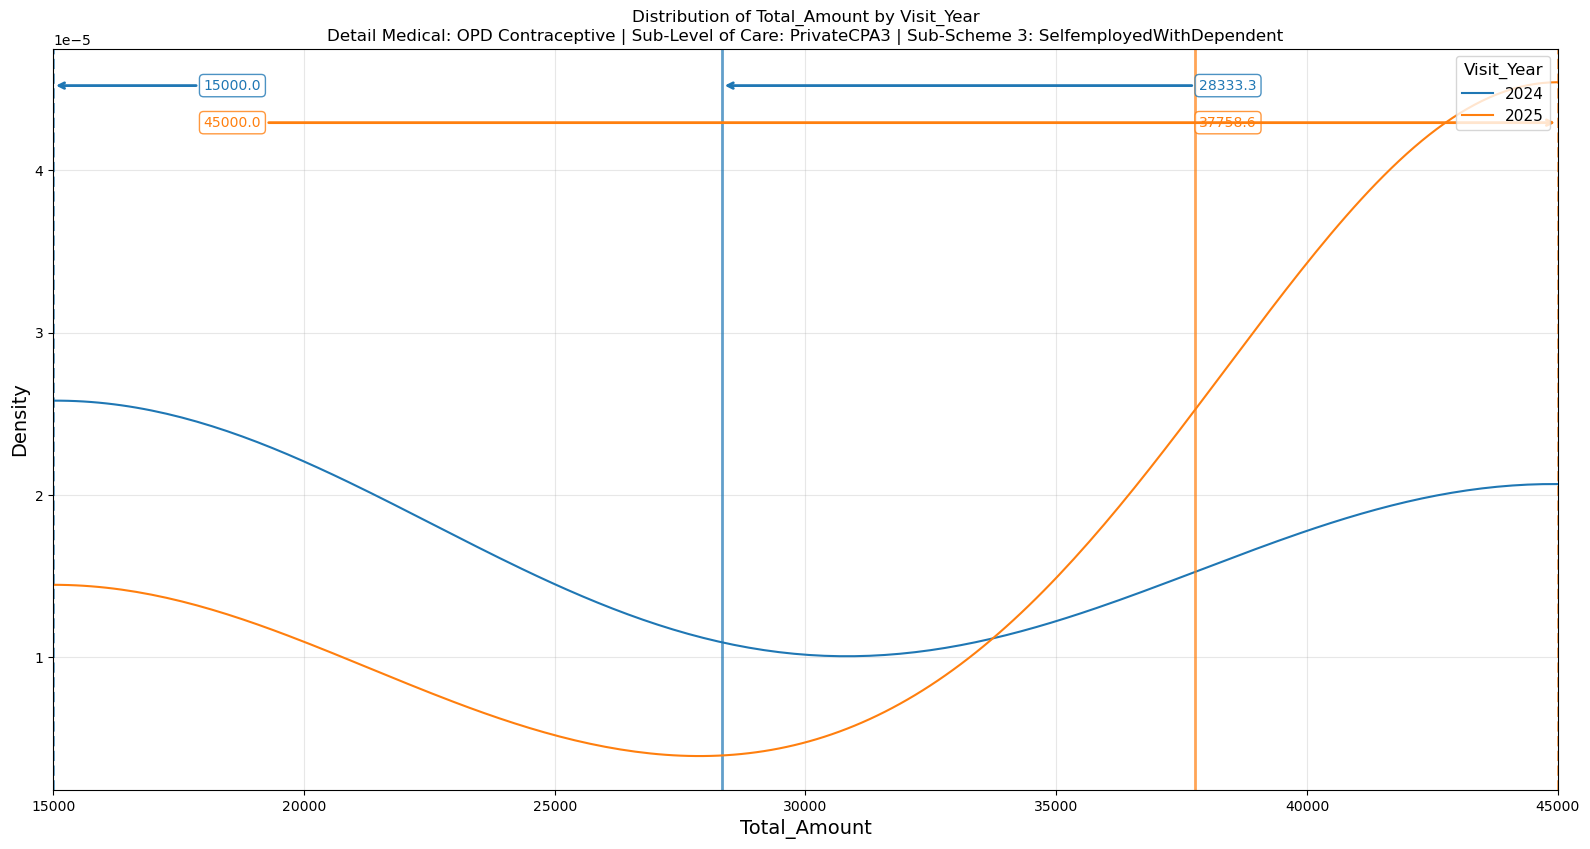 Distribution of Total_Amount by Visit_Year
Detail Medical: OPD Contraceptive | Sub-Level of Care: PrivateCPA3 | Sub-Scheme 3: SelfemployedWithDependent
1e−5
15000.0
28333.3
45000.0
37758.6
Visit_Year
2024
2025
4
3
2
1
Density
15000
20000
25000
30000
35000
40000
45000
Total_Amount